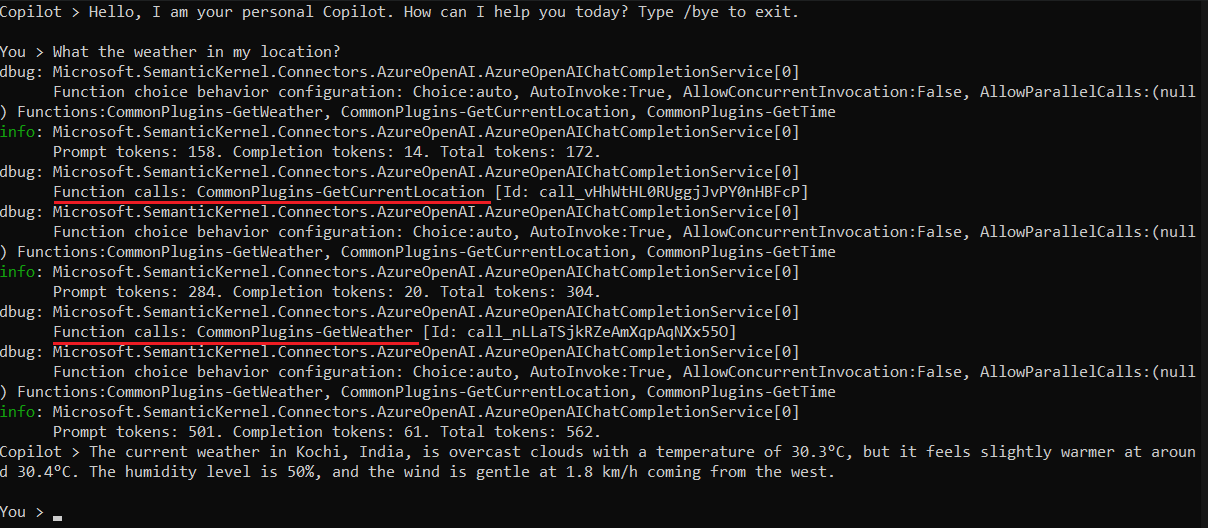 Copilot > Hello, I am your personal Copilot. How can I help you today? Type /bye to exit.
You > What the weather in my location?
dbug: Microsoft.SemanticKernel.Connectors.AzureOpenAI.AzureOpenAIChatCompletionService[0]
Function choice behavior configuration: Choice:auto, AutoInvoke:True, AllowConcurrentInvocation:False, AllowParallelCalls:(null
) Functions:CommonPlugins-GetWeather, CommonPlugins-GetCurrentLocation, CommonPlugins-GetTime
info: Microsoft.SemanticKernel.Connectors.AzureOpenAI.AzureOpenAIChatCompletionService[0]
Prompt tokens: 158. Completion tokens: 14. Total tokens: 172.
dbug: Microsoft.SemanticKernel.Connectors.AzureOpenAI.AzureOpenAIChatCompletionService[0]
Function calls: CommonPlugins-GetCurrentLocation [Id: call_vHhWtHL0RUggjJvPY0nHBFcP]
dbug: Microsoft.SemanticKernel.Connectors.AzureOpenAI.AzureOpenAIChatCompletionService[0]
Function choice behavior configuration: Choice:auto, AutoInvoke:True, AllowConcurrentInvocation:False, AllowParallelCalls:(null
) Functions:CommonPlugins-GetWeather, CommonPlugins-GetCurrentLocation, CommonPlugins-GetTime
info: Microsoft.SemanticKernel.Connectors.AzureOpenAI.AzureOpenAIChatCompletionService[0]
Prompt tokens: 284. Completion tokens: 20. Total tokens: 304.
dbug: Microsoft.SemanticKernel.Connectors.AzureOpenAI.AzureOpenAIChatCompletionService[0]
Function calls: CommonPlugins-GetWeather [Id: call_nLLaTSjkRZeAmXqpAqNXx55O]
dbug: Microsoft.SemanticKernel.Connectors.AzureOpenAI.AzureOpenAIChatCompletionService[0]
Function choice behavior configuration: Choice:auto, AutoInvoke:True, AllowConcurrentInvocation:False, AllowParallelCalls:(null
) Functions:CommonPlugins-GetWeather, CommonPlugins-GetCurrentLocation, CommonPlugins-GetTime
info: Microsoft.SemanticKernel.Connectors.AzureOpenAI.AzureOpenAIChatCompletionService[0]
Prompt tokens: 501. Completion tokens: 61. Total tokens: 562.
Copilot > The current weather in Kochi, India, is overcast clouds with a temperature of 30.3°C, but it feels slightly warmer at aroun
d 30.4°C. The humidity level is 50%, and the wind is gentle at 1.8 km/h coming from the west.
You >